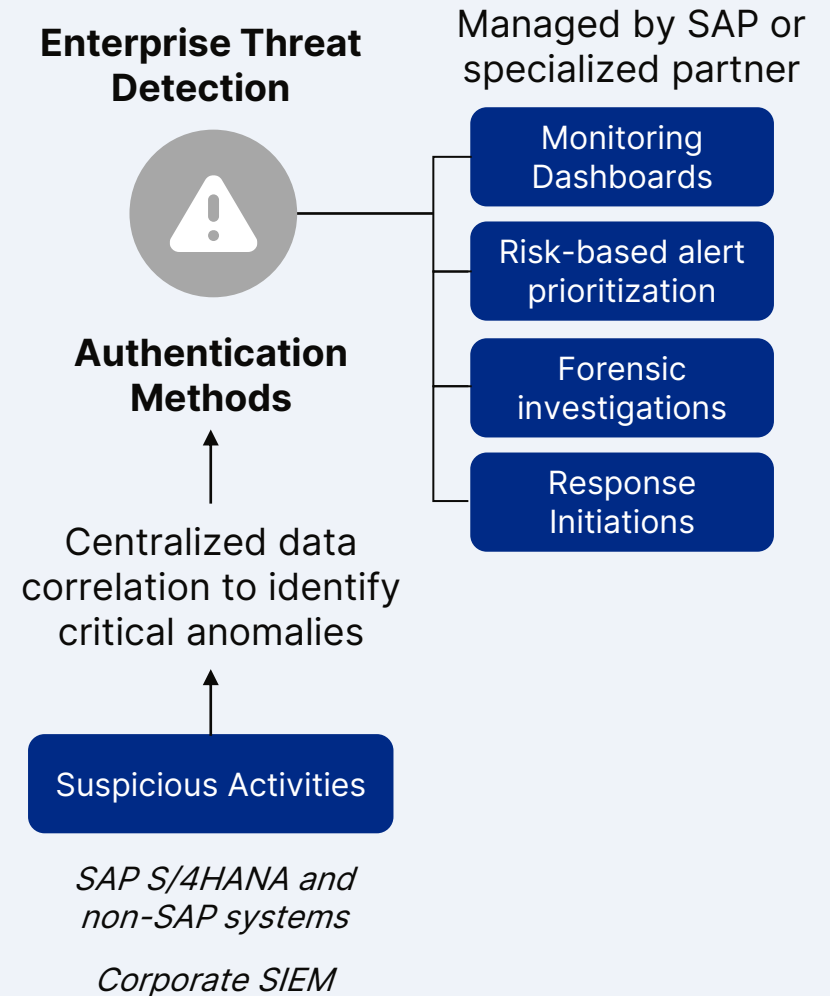 Enterprise Threat
Detection
Managed by SAP or
specialized partner
Monitoring
Dashboards
Risk-based alert
prioritization
Forensic
investigations
Response
Initiations
Authentication
Methods
Centralized data
correlation to identify
critical anomalies
Suspicious Activities
SAP S/4HANA and
non-SAP systems
Corporate SIEM